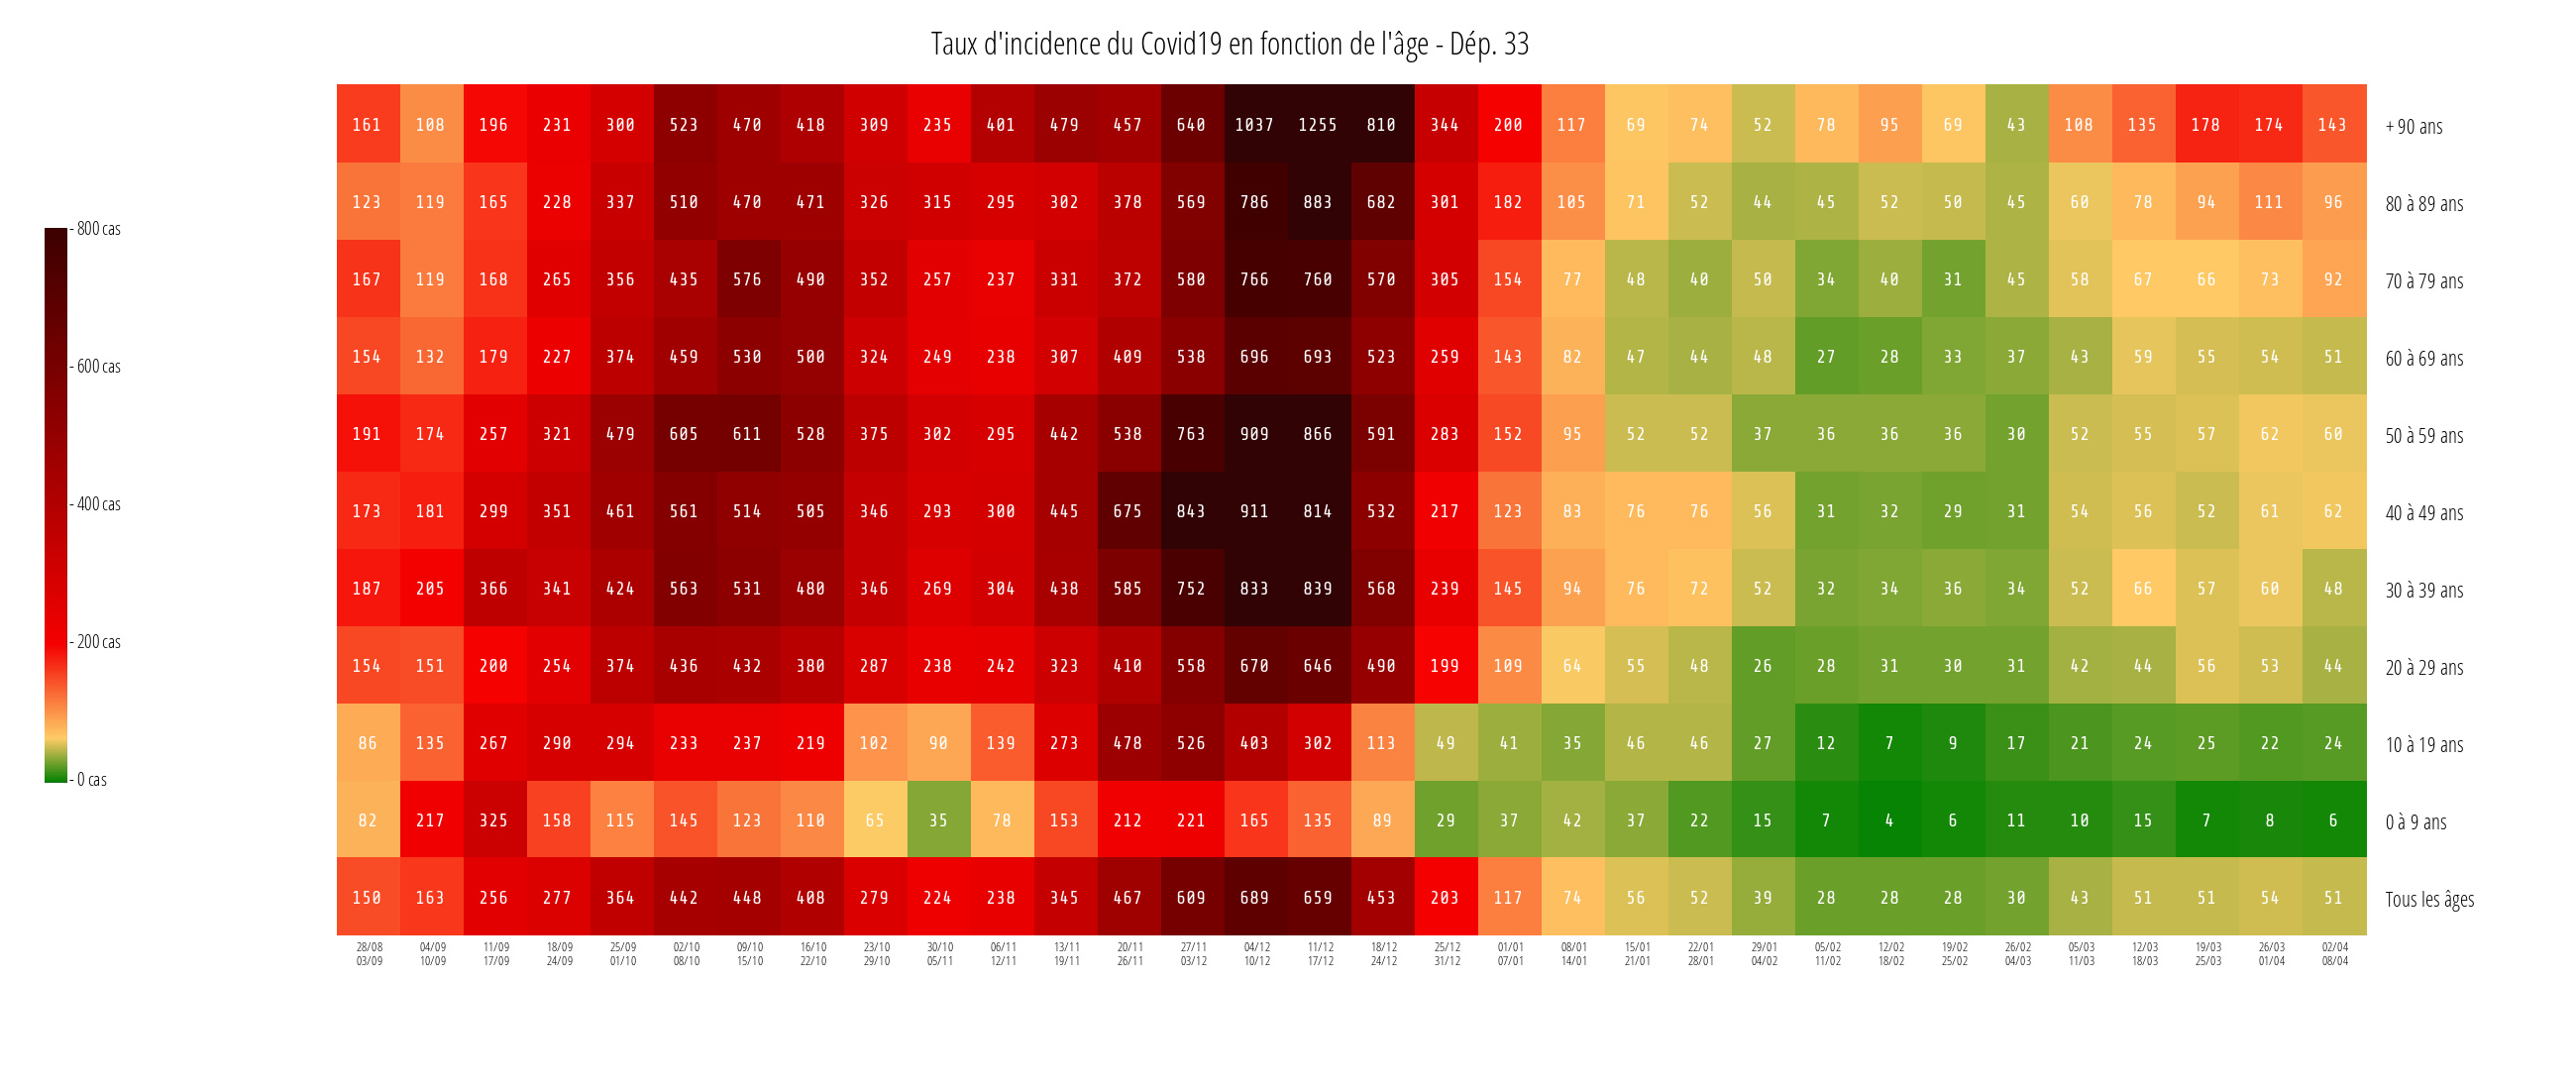 Taux d'incidence du Covid19 en fonction de l'âge - Dép. 33
161 108 196 231 300 523 470 418 309 235 401 479 457 640 1037 1255 810 344 200 117 69 74 52 78 95 69 43 108 135 178 174 143 + 90 ans
123 119 165 228 337 510 470 471 326 315 295 302 378 569 786 883 682 301 182 105 71 52 44 45 52 50 45 60 78 94 111 96 80 à 89 ans
- 800 cas
167 119 168 265 356 435 576 490 352 257 237 331 372 580 766 760 570 305 154 77 48 40 50 34 40 31 45 58 67 66 73 92 70 à 79 ans
154 132 179 227 374 459 530 500 324 249 238 307 409 538 696 693 523 259 143 82 47 44 48 27 28 33 37 43 59 55 54 51 60 à 69 ans
- 600 cas
191 174 257 321 479 605 611 528 375 302 295 442 538 763 909 866 591 283 152 95 52 52 37 36 36 36 30 52 55 57 62 60 50 à 59 ans
- 400 cas
173 181 299 351 461 561 514 505 346 293 300 445 675 843 911 814 532 217 123 83 76 76 56 31 32 29 31 54 56 52 61 62 40 à 49 ans
187 205 366 341 424 563 531 480 346 269 304 438 585 752 833 839 568 239 145 94 76 72 52 32 34 36 34 52 66 57 60 48 30 à 39 ans
- 200 cas
154 151 200 254 374 436 432 380 287 238 242 323 410 558 670 646 490 199 109 64 55 48 26 28 31 30 31 42 44 56 53 44 20 à 29 ans
86 135 267 290 294 233 237 219 102 90 139 273 478 526 403 302 113 49 41 35 46 46 27 12 7 9 17 21 24 25 22 24 10 à 19 ans
- 0 cas
82 217 325 158 115 145 123 110 65 35 78 153 212 221 165 135 89 29 37 42 37 22 15 7 4 6 11 10 15 7 8 6 0 à 9 ans
150 163 256 277 364 442 448 408 279 224 238 345 467 609 689 659 453 203 117 74 56 52 39 28 28 28 30 43 51 51 54 51 Tous les âges
28/08 04/09 11/09 18/09 25/09 02/10 09/10 16/10 23/10 30/10 06/11 13/11 20/11 27/11 04/12 11/12 18/12 25/12 01/01 08/01 15/01 22/01 29/01 05/02 12/02 19/02 26/02 05/03 12/03 19/03 26/03 02/04
03/09 10/09 17/09 24/09 01/10 08/10 15/10 22/10 29/10 05/11 12/11 19/11 26/11 03/12 10/12 17/12 24/12 31/12 07/01 14/01 21/01 28/01 04/02 11/02 18/02 25/02 04/03 11/03 18/03 25/03 01/04 08/04